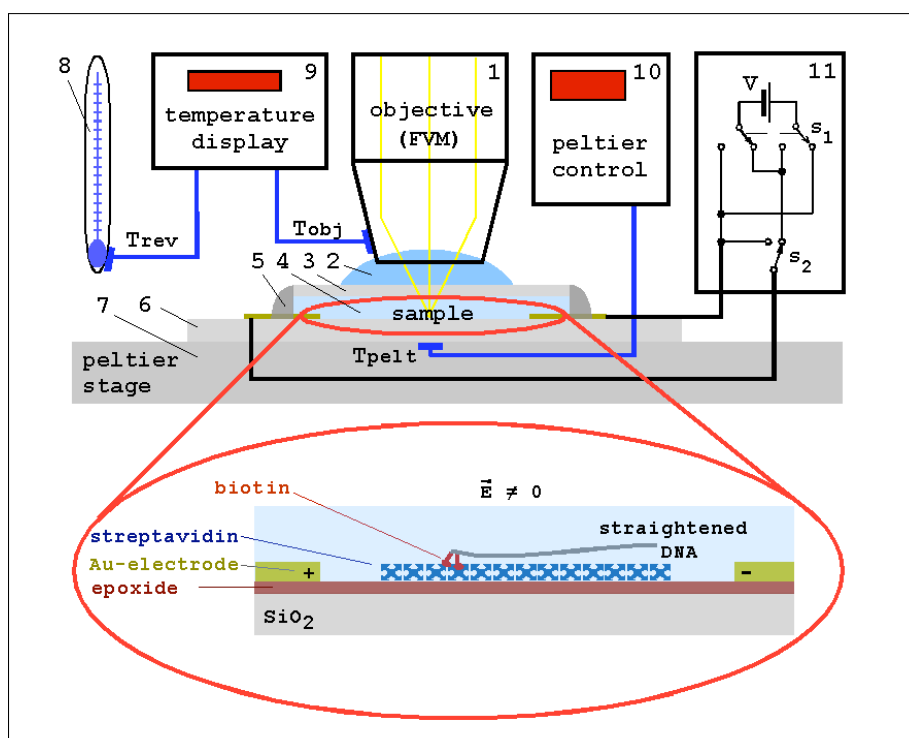 8
9
temperature
display
1
objective
(FVM)
10
peltier
control
11
V
s1
s2
Trev
Tobj
5 4 3 2
7 6
sample
Tpelt
peltier
stage
biotin
E⃗ ≠ 0
streptavidin
straightened
DNA
Au-electrode
+
-
epoxide
SiO2